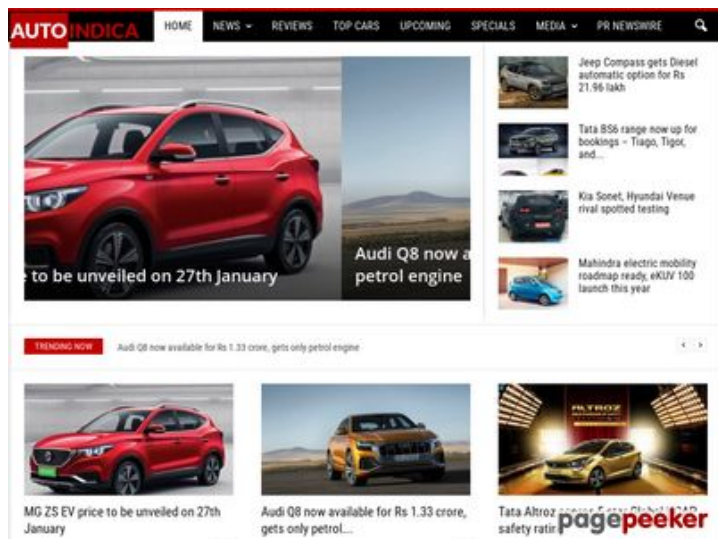 AUTOINDICA
HOME NEWS REVIEWS TOP CARS UPCOMING SPECIALS MEDIA PR NEWSWIRE
to be unveiled on 27th January
Audi Q8 now a
petrol engine
Jeep Compass gets Diesel
automatic option for Rs
21.96 lakh
Tata BS6 range now up for
bookings – Tiago, Tigor,
and...
Kia Sonet, Hyundai Venue
rival spotted testing
Mahindra electric mobility
roadmap ready, eKUV 100
launch this year
TRENDING NOW Audi Q8 now available for Rs 1.33 crore, gets only petrol engine
ALTROZ
MG ZS EV price to be unveiled on 27th
January
Audi Q8 now available for Rs 1.33 crore,
gets only petrol...
Tata Altroz
safety
pagepeeker